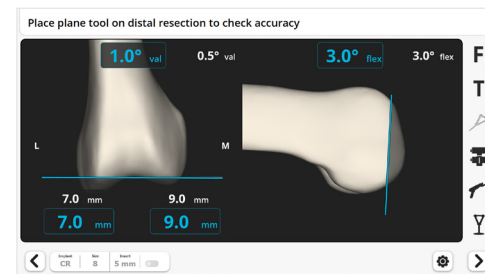 Place plane tool on distal resection to check accuracy
1.0° val 0.5° val 3.0° flex 3.0° flex
F
T
L M
7.0 mm 9.0 mm
7.0 mm 9.0 mm
Implant Size Insert
CR 8 5 mm